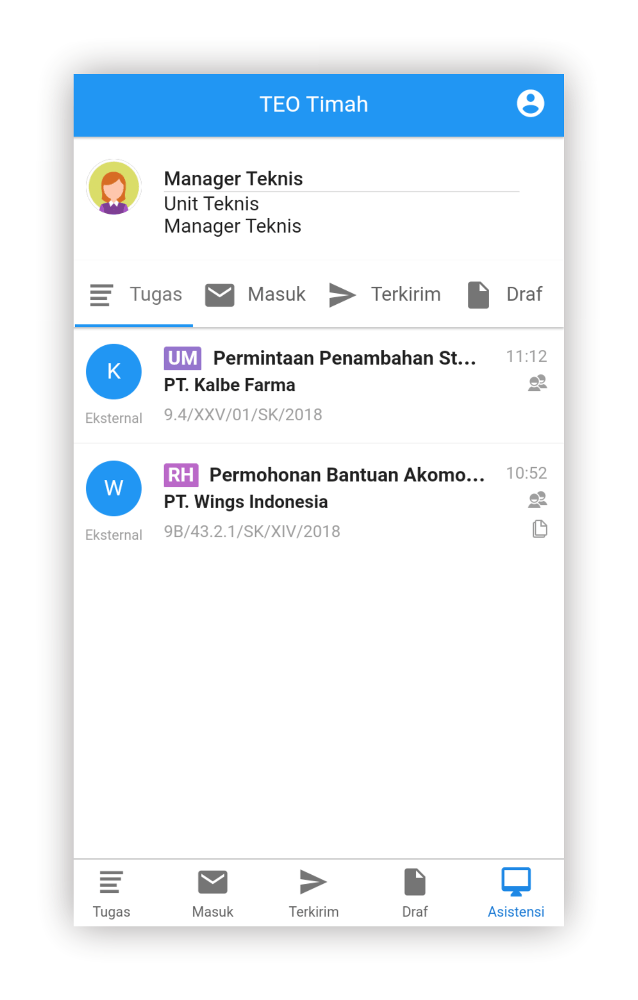 TEO Timah
Manager Teknis
Unit Teknis
Manager Teknis
Tugas Masuk Terkirim Draf
K UM Permintaan Penambahan St... 11:12
PT. Kalbe Farma
Eksternal 9.4/XXV/01/SK/2018
W RH Permohonan Bantuan Akomo... 10:52
PT. Wings Indonesia
Eksternal 9B/43.2.1/SK/XIV/2018
Tugas Masuk Terkirim Draf Asistensi